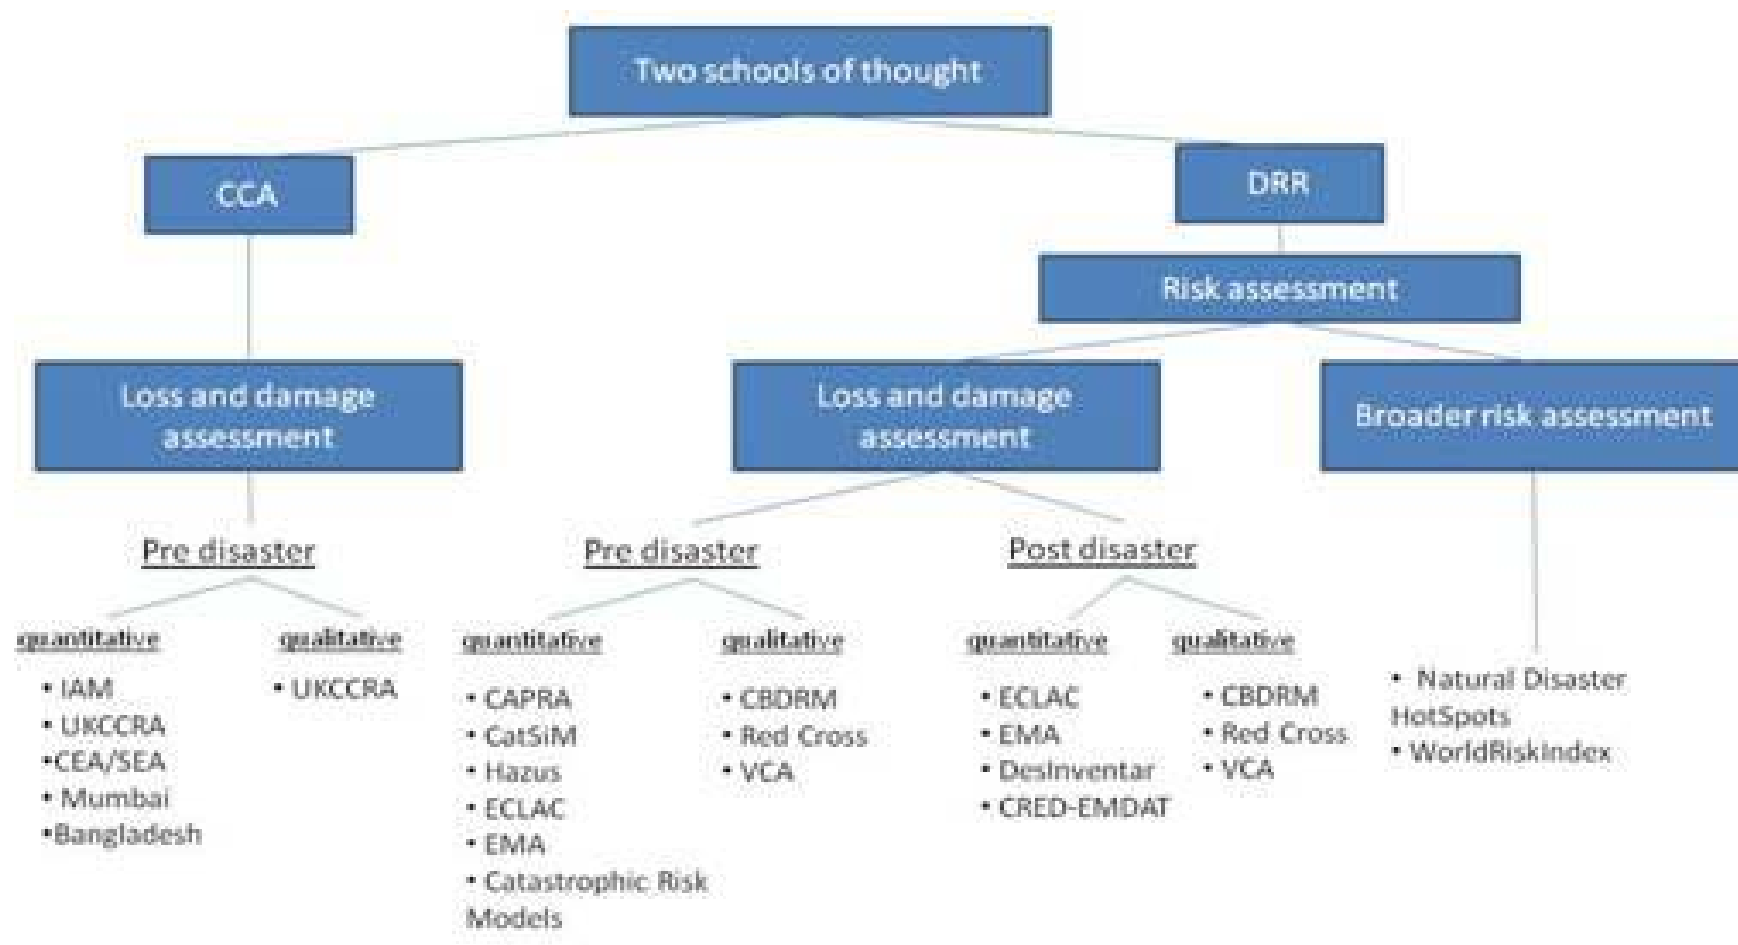 Two schools of thought
CCA
DRR
Risk assessment
Loss and damage
assessment
Loss and damage
assessment
Broader risk assessment
Pre disaster
Pre disaster
Post disaster
quantitative
qualitative
quantitative
qualitative
quantitative
qualitative
• IAM
• UKCCRA
•CEA/SEA
• Mumbai
•Bangladesh
• UKCCRA
• CAPRA
• CatSiM
• Hazus
• ECLAC
• EMA
• Catastrophic Risk
Models
• CBDRM
• Red Cross
• VCA
• ECLAC
• EMA
• DesInventar
• CRED-EMDAT
• CBDRM
• Red Cross
• VCA
• Natural Disaster
HotSpots
• WorldRiskIndex